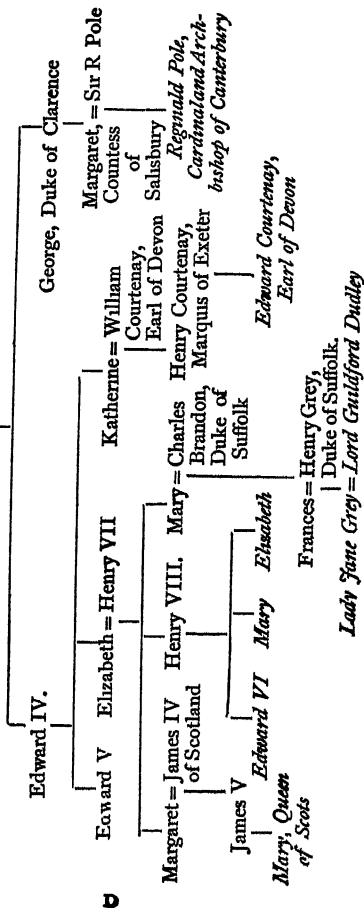 Edward IV.
George, Duke of Clarence
Edward V
Elizabeth = Henry VII
Katherine = William
Courtenay,
Earl of Devon
Margaret, = Sir R Pole
Countess
of
Salisbury
Margaret = James IV
of Scotland
Henry VIII.
Mary = Charles
Brandon,
Duke of
Suffolk
Henry Courtenay,
Marquis of Exeter
Reginald Pole,
Cardinal and Arch-
bishop of Canterbury
James V
Edward VI
Mary
Elisabeth
Edward Courtenay,
Earl of Devon
Mary, Queen
of Scots
Frances = Henry Grey,
Duke of Suffolk.
Lady Jane Grey = Lord Guildford Dudley
D